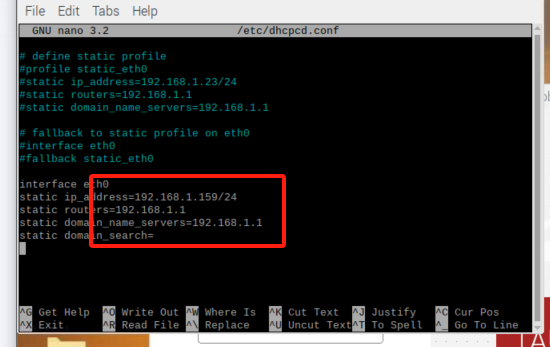 File Edit Tabs Help
GNU nano 3.2 /etc/dhcpcd.conf
# define static profile
#profile static_eth0
#static ip_address=192.168.1.23/24
#static routers=192.168.1.1
#static domain_name_servers=192.168.1.1
# fallback to static profile on eth0
#interface eth0
#fallback static_eth0
interface eth0
static ip_address=192.168.1.159/24
static routers=192.168.1.1
static domain_name_servers=192.168.1.1
static domain_search=
^G Get Help ^O Write Out ^W Where Is ^K Cut Text ^J Justify ^C Cur Pos
^X Exit ^R Read File ^\ Replace ^U Uncut Text ^T To Spell ^_ Go To Line